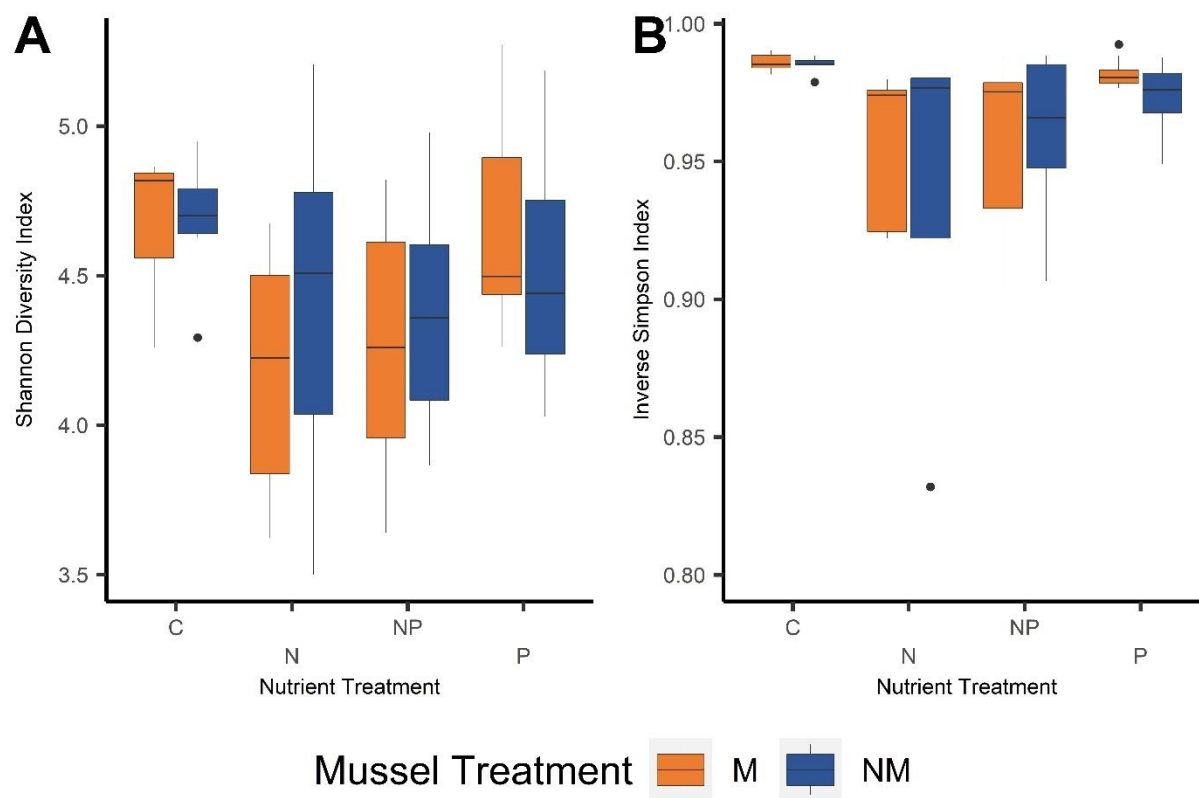 A
Shannon Diversity Index
5.0
4.5
4.0
3.5
C
NP
N
P
Nutrient Treatment
B
Inverse Simpson Index
1.00
0.95
0.90
0.85
0.80
C
NP
N
P
Nutrient Treatment
Mussel Treatment M NM